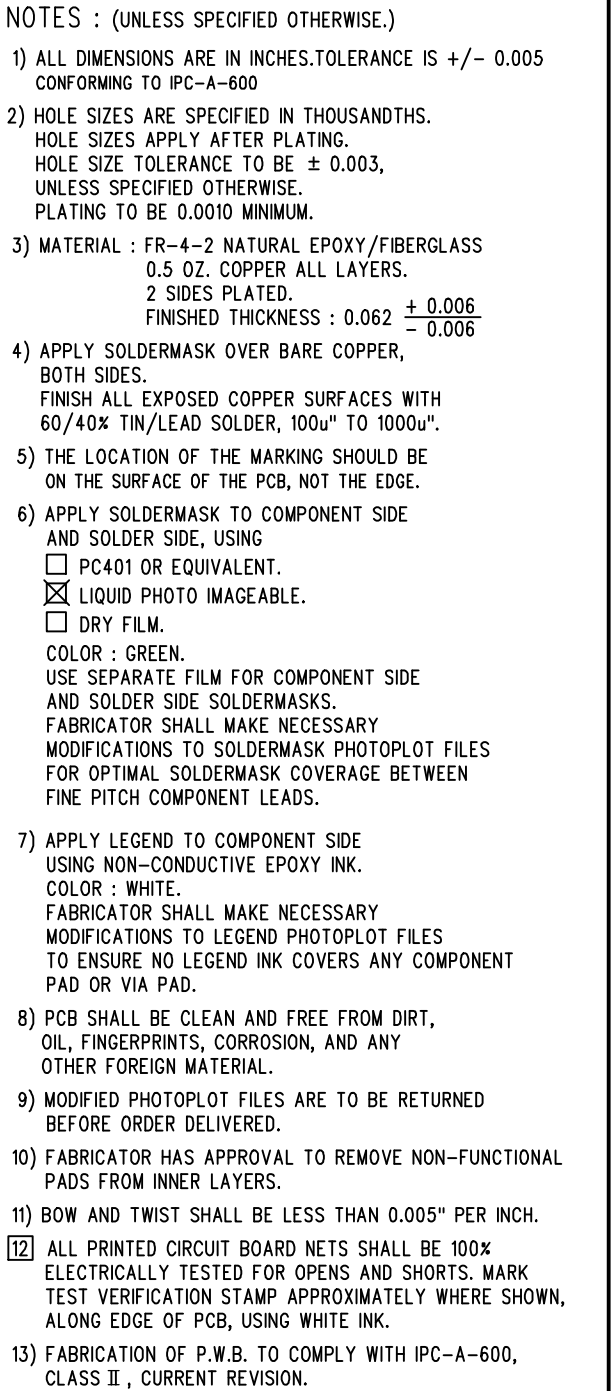 NOTES : (UNLESS SPECIFIED OTHERWISE.)
1) ALL DIMENSIONS ARE IN INCHES.TOLERANCE IS +/- 0.005
CONFORMING TO IPC-A-600
2) HOLE SIZES ARE SPECIFIED IN THOUSANDTHS.
HOLE SIZES APPLY AFTER PLATING.
HOLE SIZE TOLERANCE TO BE ± 0.003,
UNLESS SPECIFIED OTHERWISE.
PLATING TO BE 0.0010 MINIMUM.
3) MATERIAL : FR-4-2 NATURAL EPOXY/FIBERGLASS
0.5 OZ. COPPER ALL LAYERS.
2 SIDES PLATED.
FINISHED THICKNESS : 0.062 + 0.006
- 0.006
4) APPLY SOLDERMASK OVER BARE COPPER,
BOTH SIDES.
FINISH ALL EXPOSED COPPER SURFACES WITH
60/40% TIN/LEAD SOLDER, 100u" TO 1000u".
5) THE LOCATION OF THE MARKING SHOULD BE
ON THE SURFACE OF THE PCB, NOT THE EDGE.
6) APPLY SOLDERMASK TO COMPONENT SIDE
AND SOLDER SIDE, USING
☐ PC401 OR EQUIVALENT.
☒ LIQUID PHOTO IMAGEABLE.
☐ DRY FILM.
COLOR : GREEN.
USE SEPARATE FILM FOR COMPONENT SIDE
AND SOLDER SIDE SOLDERMASKS.
FABRICATOR SHALL MAKE NECESSARY
MODIFICATIONS TO SOLDERMASK PHOTOPLOT FILES
FOR OPTIMAL SOLDERMASK COVERAGE BETWEEN
FINE PITCH COMPONENT LEADS.
7) APPLY LEGEND TO COMPONENT SIDE
USING NON-CONDUCTIVE EPOXY INK.
COLOR : WHITE.
FABRICATOR SHALL MAKE NECESSARY
MODIFICATIONS TO LEGEND PHOTOPLOT FILES
TO ENSURE NO LEGEND INK COVERS ANY COMPONENT
PAD OR VIA PAD.
8) PCB SHALL BE CLEAN AND FREE FROM DIRT,
OIL, FINGERPRINTS, CORROSION, AND ANY
OTHER FOREIGN MATERIAL.
9) MODIFIED PHOTOPLOT FILES ARE TO BE RETURNED
BEFORE ORDER DELIVERED.
10) FABRICATOR HAS APPROVAL TO REMOVE NON-FUNCTIONAL
PADS FROM INNER LAYERS.
11) BOW AND TWIST SHALL BE LESS THAN 0.005" PER INCH.
12 ALL PRINTED CIRCUIT BOARD NETS SHALL BE 100%
ELECTRICALLY TESTED FOR OPENS AND SHORTS. MARK
TEST VERIFICATION STAMP APPROXIMATELY WHERE SHOWN,
ALONG EDGE OF PCB, USING WHITE INK.
13) FABRICATION OF P.W.B. TO COMPLY WITH IPC-A-600,
CLASS II , CURRENT REVISION.